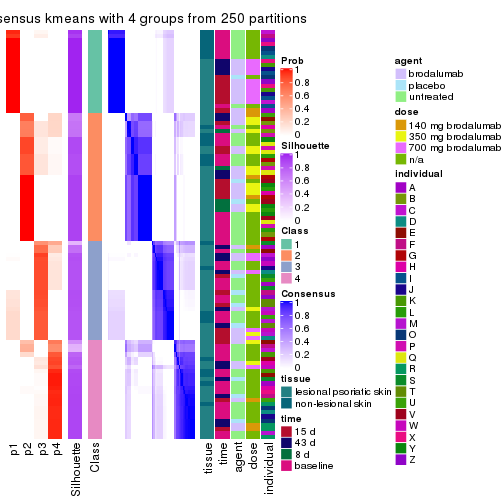 sensus kmeans with 4 groups from 250 partitions
p1
p2
p3
p4
Silhouette
Class
tissue
time
agent
dose
individual
Prob
1
0.8
0.6
0.4
0.2
0
Silhouette
1
0.8
0.6
0.4
0.2
0
Class
1
2
3
4
Consensus
1
0.8
0.6
0.4
0.2
0
tissue
lesional psoriatic skin
non-lesional skin
time
15 d
43 d
8 d
baseline
agent
brodalumab
placebo
untreated
dose
140 mg brodalumab
350 mg brodalumab
700 mg brodalumab
n/a
individual
A
B
C
D
E
F
G
H
I
J
K
L
M
O
P
Q
R
S
T
U
V
W
X
Y
Z